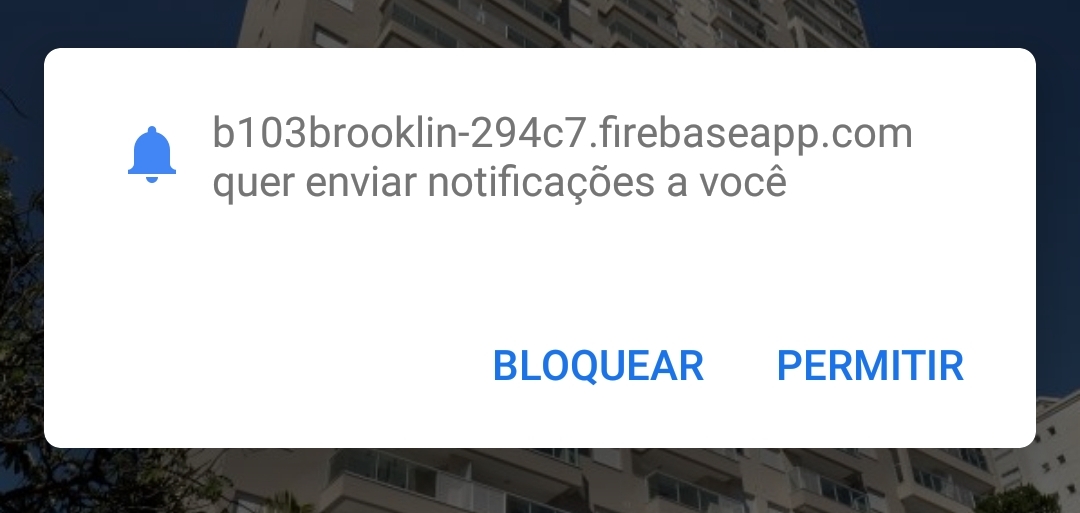 b103brooklin-294c7.firebaseapp.com
quer enviar notificações a você
BLOQUEAR PERMITIR